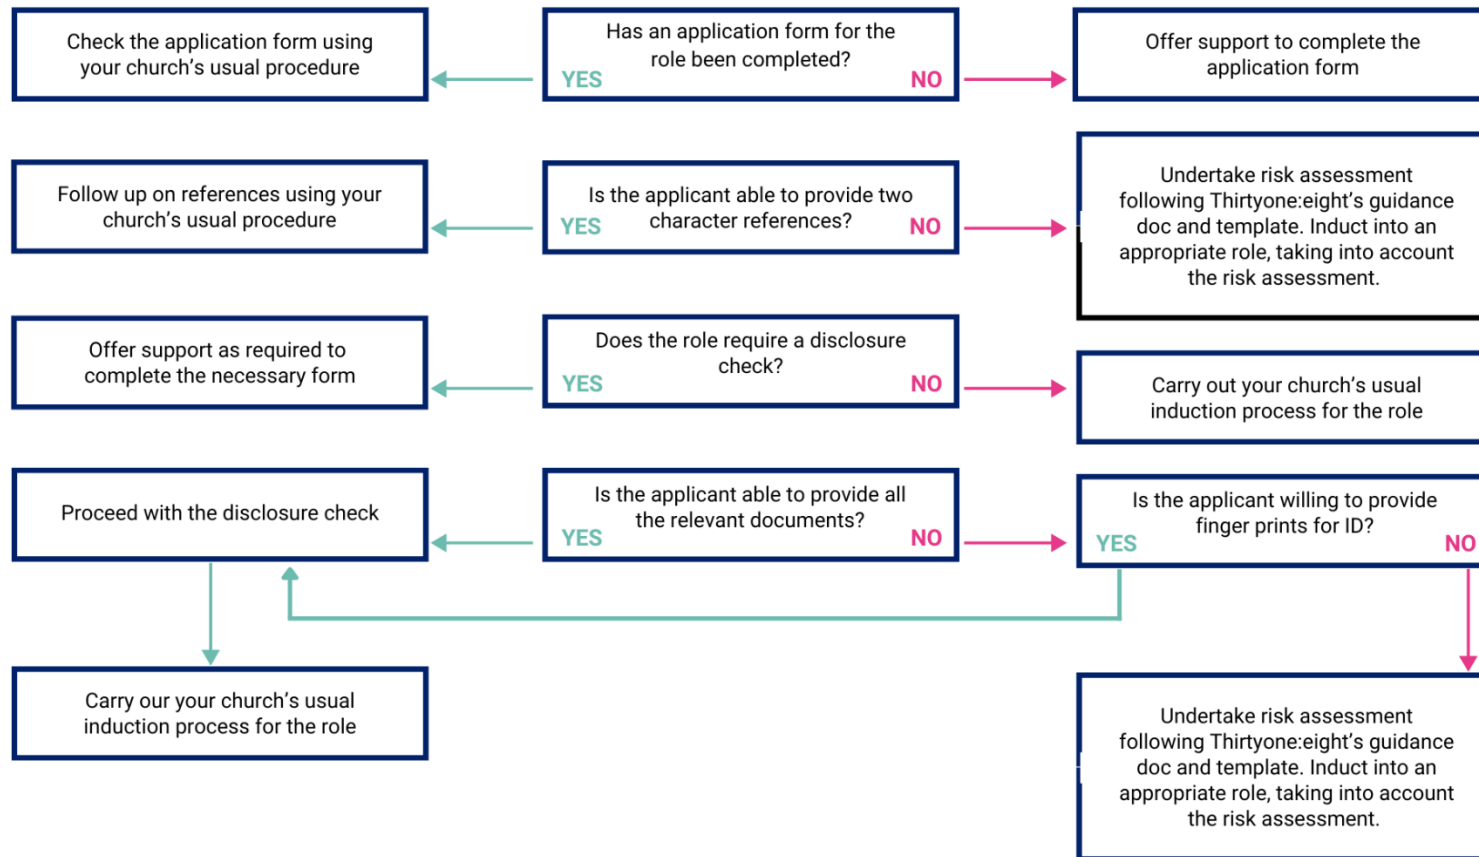 Check the application form using
your church's usual procedure
Has an application form for the
role been completed?
YES
NO
Offer support to complete the
application form
Follow up on references using your
church's usual procedure
Is the applicant able to provide two
character references?
YES
NO
Undertake risk assessment
following Thirtyone:eight's guidance
doc and template. Induct into an
appropriate role, taking into account
the risk assessment.
Offer support as required to
complete the necessary form
Does the role require a disclosure
check?
YES
NO
Carry out your church's usual
induction process for the role
Proceed with the disclosure check
Is the applicant able to provide all
the relevant documents?
YES
NO
Is the applicant willing to provide
finger prints for ID?
YES
NO
Carry our your church's usual
induction process for the role
Undertake risk assessment
following Thirtyone:eight's guidance
doc and template. Induct into an
appropriate role, taking into account
the risk assessment.